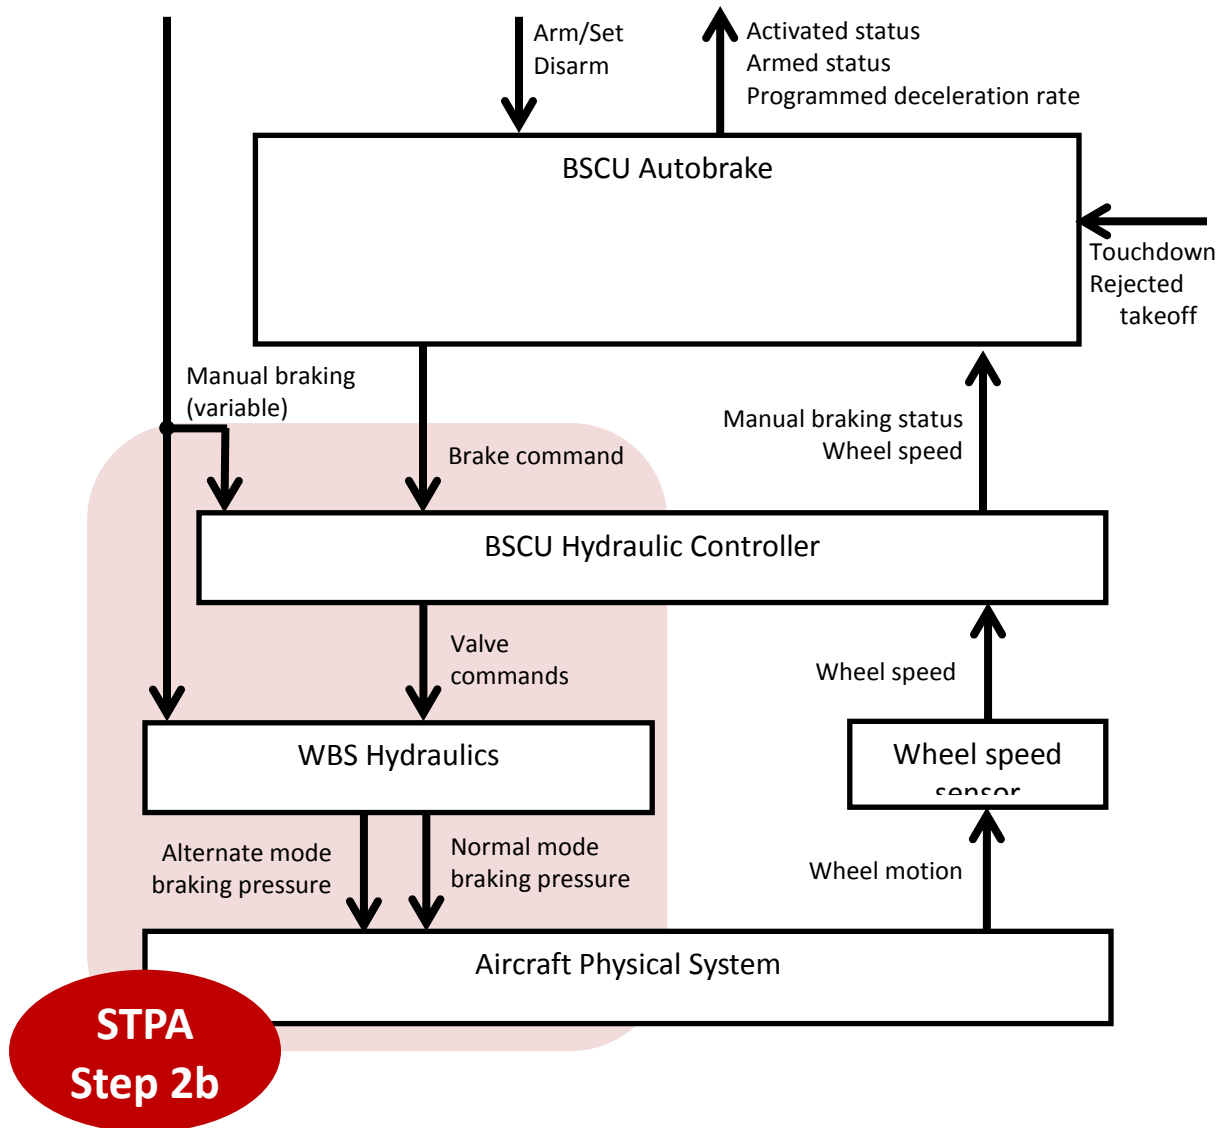 Arm/Set
Disarm
Activated status
Armed status
Programmed deceleration rate
BSCU Autobrake
Touchdown
Rejected
takeoff
Manual braking
(variable)
Brake command
Manual braking status
Wheel speed
BSCU Hydraulic Controller
Valve
commands
Wheel speed
WBS Hydraulics
Wheel speed
sensor
Alternate mode
braking pressure
Normal mode
braking pressure
Wheel motion
Aircraft Physical System
STPA
Step 2b